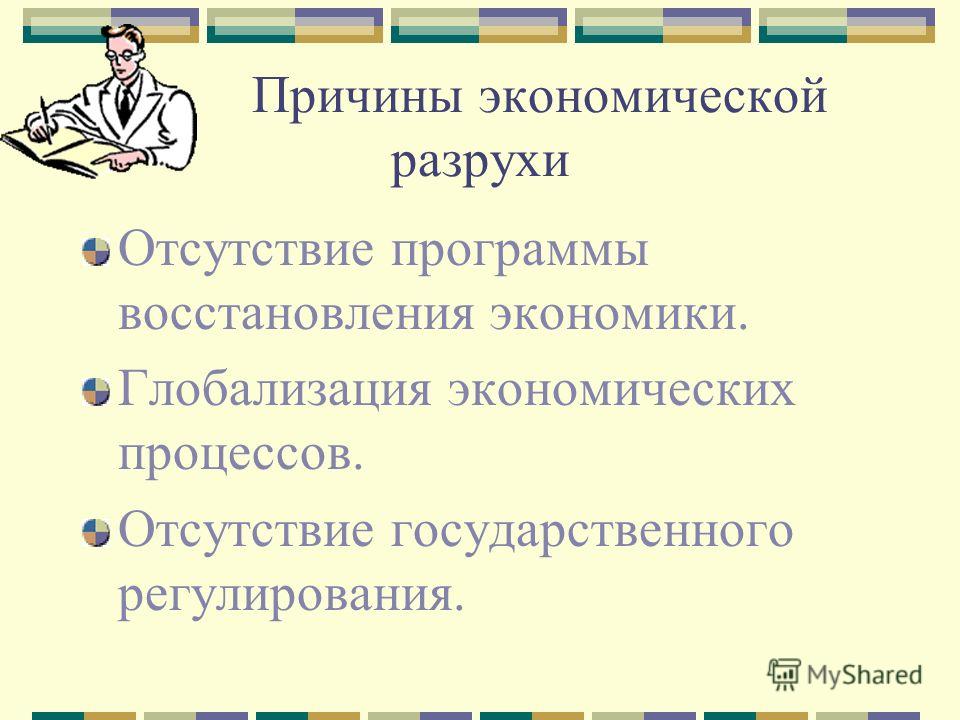 Причины экономической
разрухи
Отсутствие программы
восстановления экономики.
Глобализация экономических
процессов.
Отсутствие государственного
регулирования.
MyShared